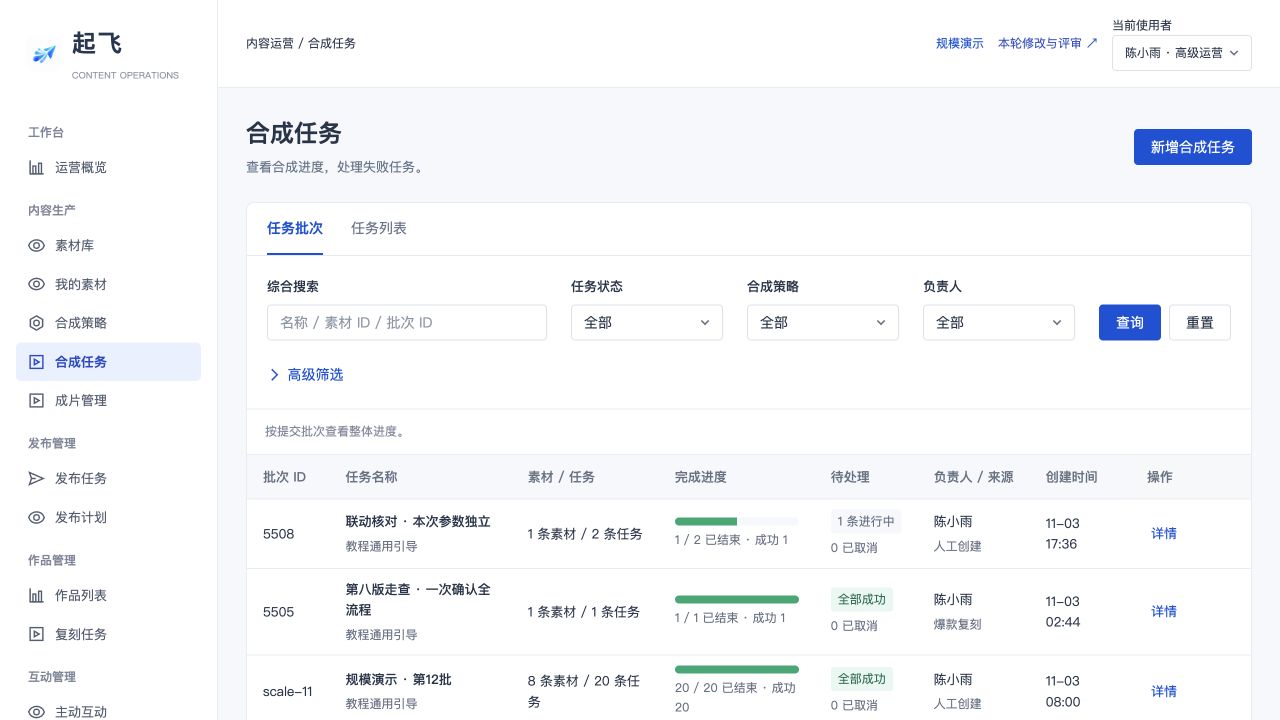 起飞
CONTENT OPERATIONS
工作台
运营概览
内容生产
素材库
我的素材
合成策略
合成任务
成片管理
发布管理
发布任务
发布计划
作品管理
作品列表
复刻任务
互动管理
主动互动
内容运营 / 合成任务
规模演示
本轮修改与评审 ↗
当前使用者
陈小雨 · 高级运营
合成任务
查看合成进度，处理失败任务。
新增合成任务
任务批次
任务列表
综合搜索
任务状态
合成策略
负责人
名称 / 素材 ID / 批次 ID
全部
全部
全部
查询
重置
高级筛选
按提交批次查看整体进度。
批次 ID
任务名称
素材 / 任务
完成进度
待处理
负责人 / 来源
创建时间
操作
5508
联动核对 · 本次参数独立
教程通用引导
1 条素材 / 2 条任务
1 / 2 已结束 · 成功 1
1 条进行中
0 已取消
陈小雨
人工创建
11-03
17:36
详情
5505
第八版走查 · 一次确认全
流程
教程通用引导
1 条素材 / 1 条任务
1 / 1 已结束 · 成功 1
全部成功
0 已取消
陈小雨
爆款复刻
11-03
02:44
详情
scale-11
规模演示 · 第12批
教程通用引导
8 条素材 / 20 条任
务
20 / 20 已结束 · 成功
20
全部成功
0 已取消
陈小雨
人工创建
11-03
08:00
详情